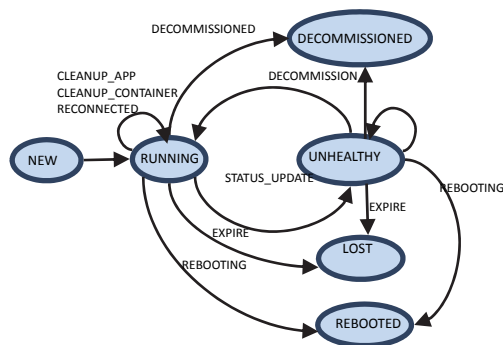 DECOMMISSIONED
DECOMMISSIONED
CLEANUP_APP
CLEANUP_CONTAINER
RECONNECTED
DECOMMISSION
NEW
RUNNING
UNHEALTHY
STATUS_UPDATE
REBOOTING
EXPIRE
EXPIRE
LOST
REBOOTING
REBOOTED